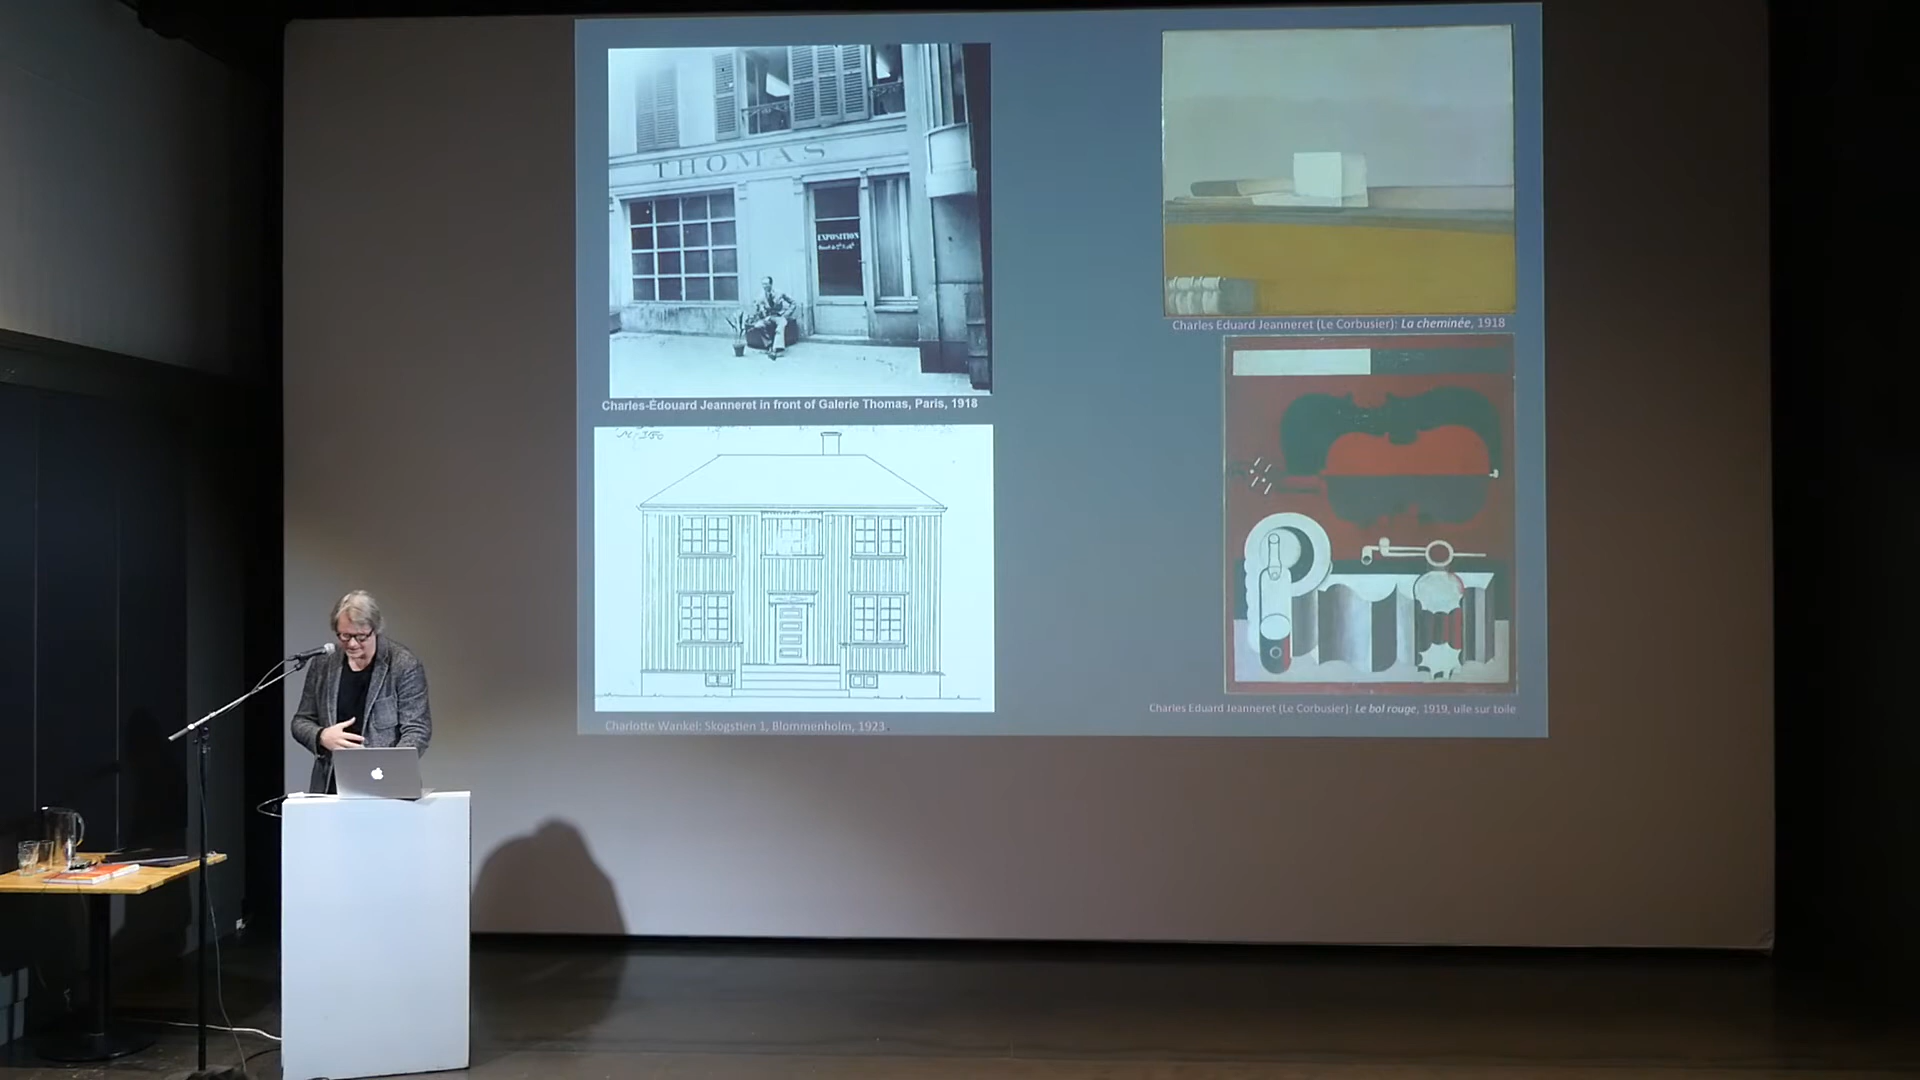 THOMAS
EXPOSITION
Charles-Édouard Jeanneret in front of Galerie Thomas, Paris, 1918
Charlotte Wankel: Skogstien 1, Blommenholm, 1923.
Charles Eduard Jeanneret (Le Corbusier): La cheminée, 1918
Charles Eduard Jeanneret (Le Corbusier): Le bol rouge, 1919, uile sur toile